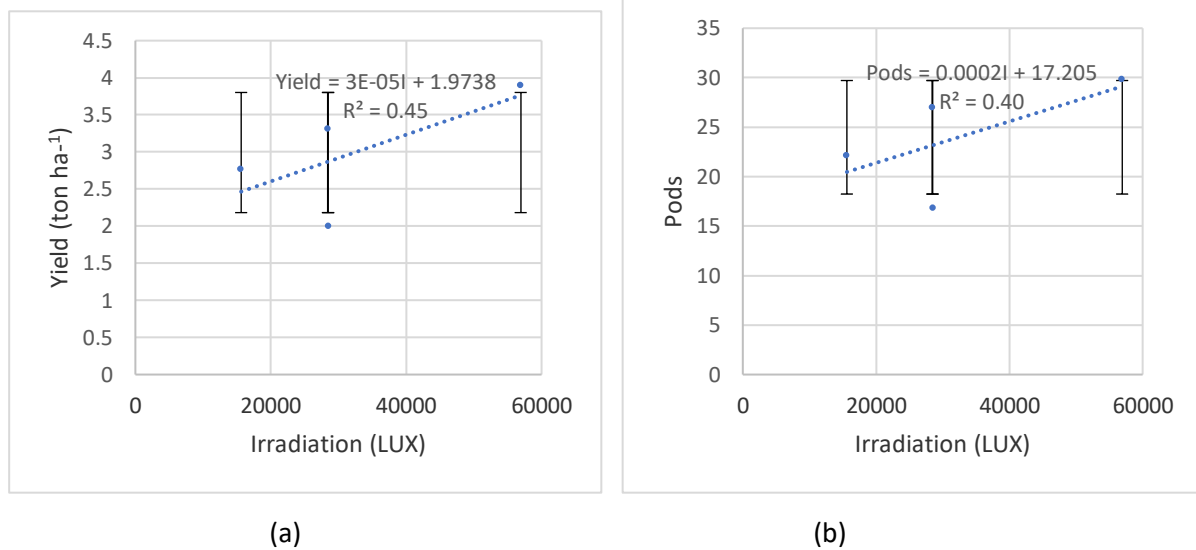 4.5
4
3.5
3
2.5
2
1.5
1
0.5
0
Yield (ton ha⁻¹)
Yield = 3E-05I + 1.9738
R² = 0.45
0
20000
40000
60000
Irradiation (LUX)
(a)
35
30
25
20
15
10
5
0
Pods
Pods = 0.0002I + 17.205
R² = 0.40
0
20000
40000
60000
Irradiation (LUX)
(b)